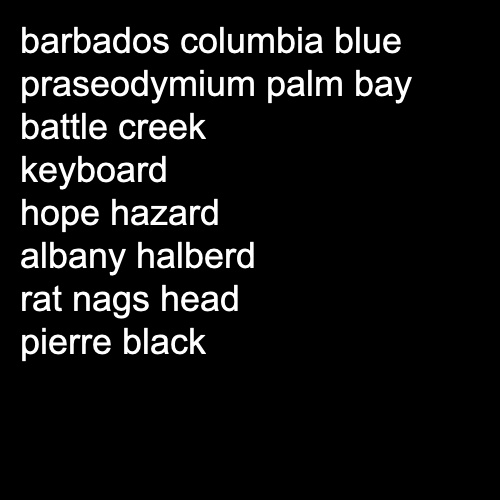 barbados columbia blue
praseodymium palm bay
battle creek
keyboard
hope hazard
albany halberd
rat nags head
pierre black